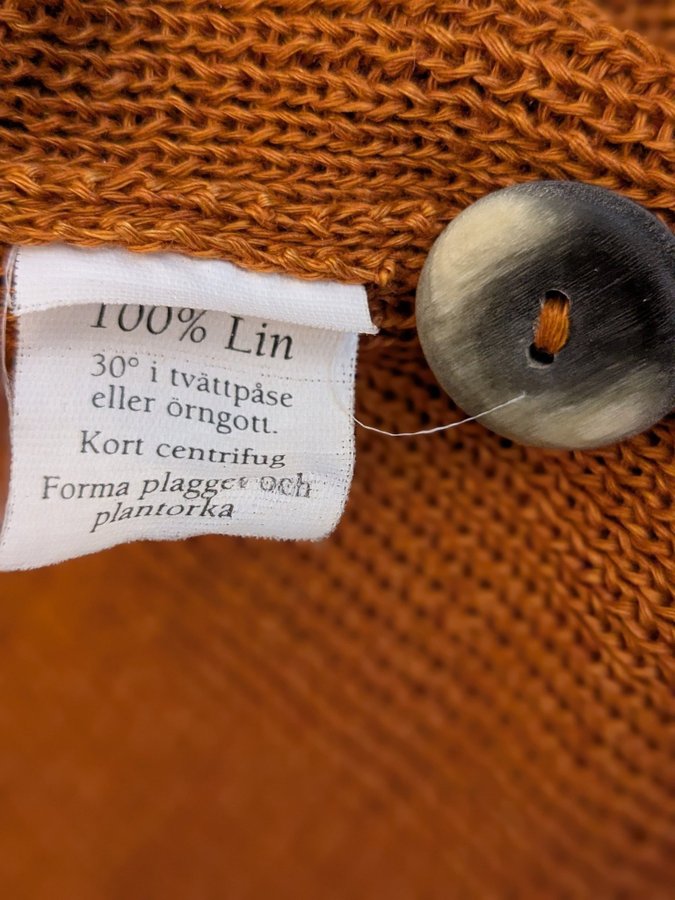 100% Lin
30° i tvättpåse
eller örngott.
Kort centrifug
Forma plagget och
plantorka